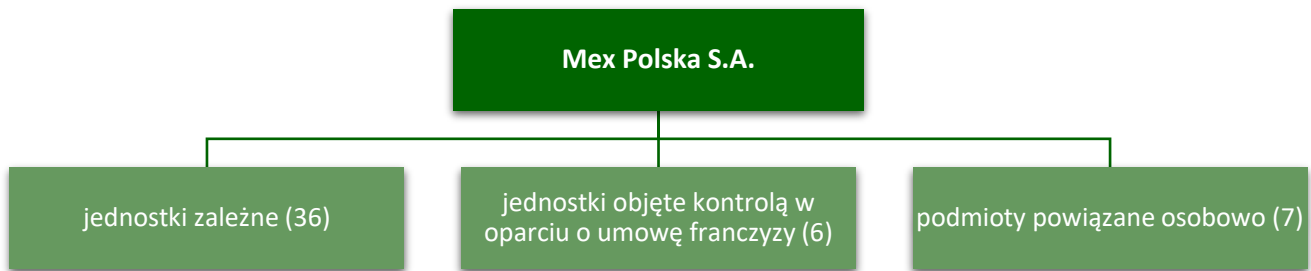 Mex Polska S.A.
jednostki zależne (36)
jednostki objęte kontrolą w
oparciu o umowę franczyzy (6)
podmioty powiązane osobowo (7)